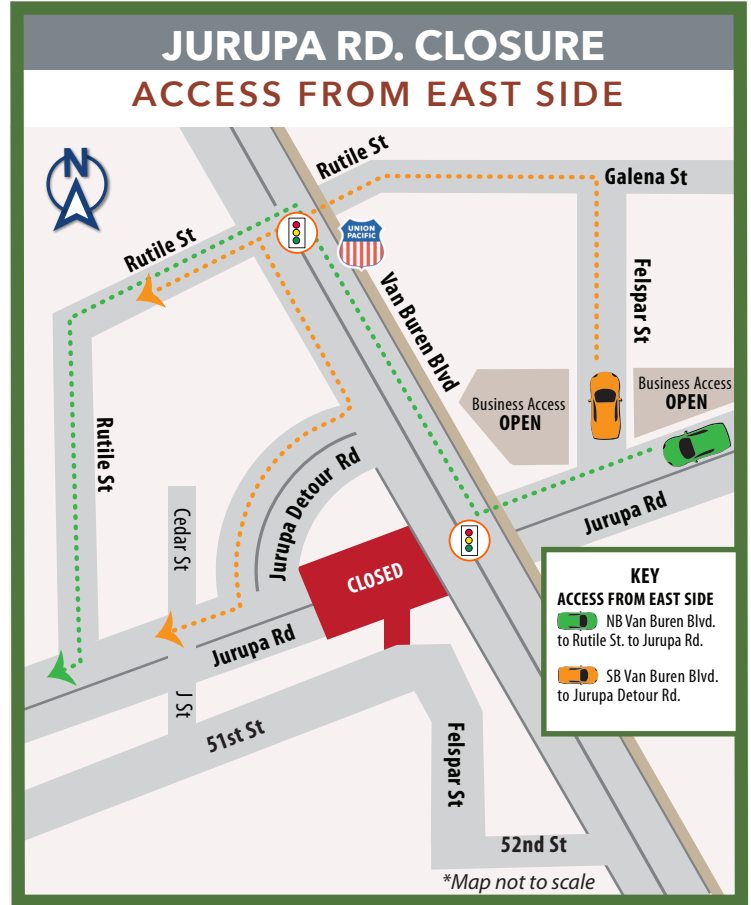 JURUPA RD. CLOSURE
ACCESS FROM EAST SIDE
N
Rutile St
Galena St
Rutile St
UNION
PACIFIC
Van Buren Blvd
Felspar St
Business Access
OPEN
Business Access
OPEN
Rutile St
Jurupa Detour Rd
Cedar St
Jurupa Rd
CLOSED
Jurupa Rd
J St
51st St
Felspar St
52nd St
*Map not to scale
KEY
ACCESS FROM EAST SIDE
NB Van Buren Blvd.
to Rutile St. to Jurupa Rd.
SB Van Buren Blvd.
to Jurupa Detour Rd.